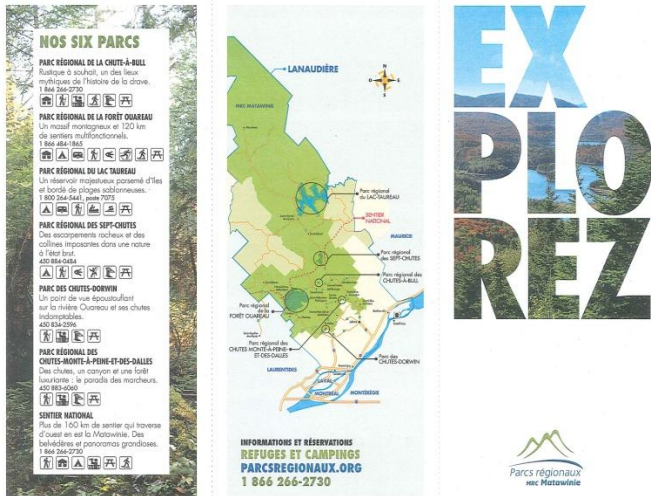 NOS SIX PARCS
PARC RÉGIONAL DE LA CHUTE-À-BULL
Rustique à souhait, un des lieux
mythiques de l'histoire de la drave.
1 866 266-2730
PARC RÉGIONAL DE LA FORÊT OUAREAU
Un massif montagneux et 120 km
de sentiers multifonctionnels.
1 866 484-1865
PARC RÉGIONAL DU LAC TAUREAU
Un réservoir majestueux parsemé d'îles
et bordé de plages sablonneuses.
1 800 264-5441, poste 7075
PARC RÉGIONAL DES SEPT-CHUTES
Des escarpements rocheux et des
collines imposantes dans une nature
à l'état brut.
450 884-0484
PARC DES CHUTES-DORWIN
Un point de vue époustouflant
sur la rivière Ouareau et ses chutes
indomptables.
450 834-2596
PARC RÉGIONAL DES
CHUTES-MONTE-À-PEINE-ET-DES-DALLES
Des chutes, un canyon et une forêt
luxuriante : le paradis des marcheurs.
450 883-6060
SENTIER NATIONAL
Plus de 160 km de sentier qui traverse
d'ouest en est la Matawinie. Des
belvédères et panoramas grandioses.
1 866 266-2730
LANAUDIÈRE
MRC MATAWINIE
Parc régional
du LAC-TAUREAU
SENTIER
NATIONAL
MAURICIE
Parc régional
des SEPT-CHUTES
Parc régional des
CHUTES-À-BULL
Parc régional
de la
FORÊT OUAREAU
Parc régional des
CHUTES MONTE-À-PEINE-
ET-DES-DALLES
Parc des
CHUTES-DORWIN
LAURENTIDES
LAVAL
MONTRÉAL
MONTÉRÉGIE
INFORMATIONS ET RÉSERVATIONS
REFUGES ET CAMPINGS
PARCSREGIONAUX.ORG
1 866 266-2730
EX
PLO
REZ
Parcs régionaux
MRC Matawinie